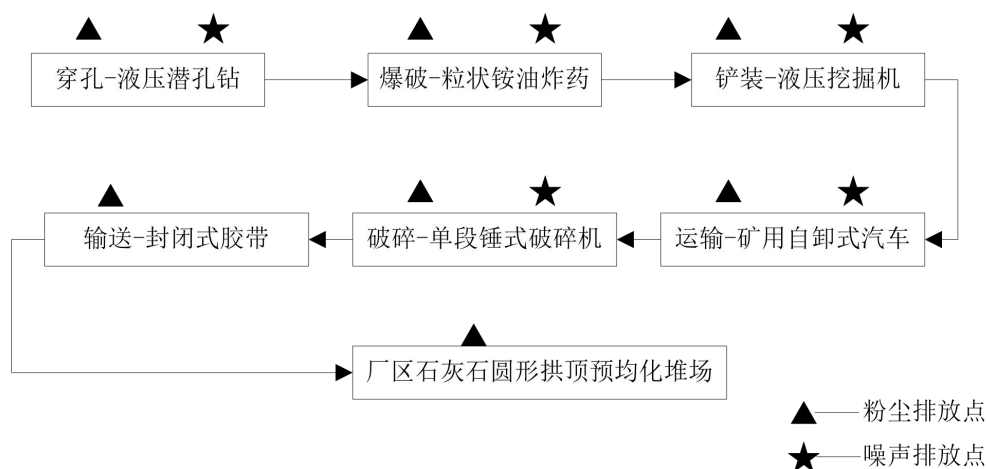 穿孔-液压潜孔钻
爆破-粒状铵油炸药
铲装-液压挖掘机
运输-矿用自卸式汽车
破碎-单段锤式破碎机
输送-封闭式胶带
厂区石灰石圆形拱顶预均化堆场
粉尘排放点
噪声排放点